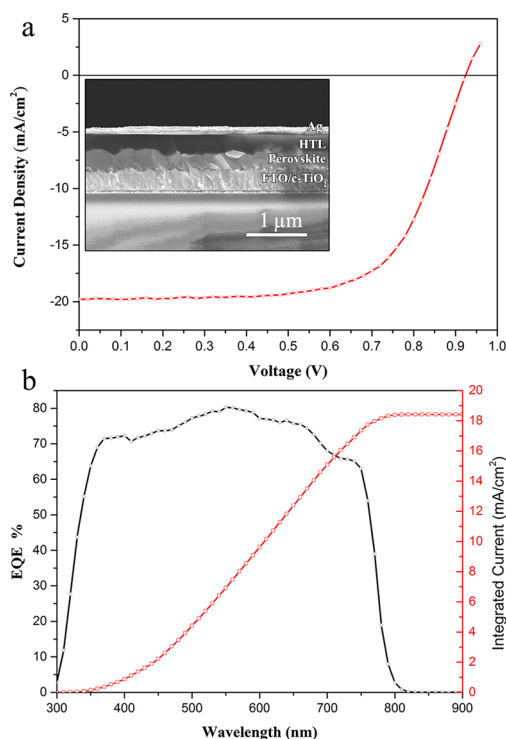 a
5
0
-5
-10
-15
-20
Current Density (mA/cm²)
Ag
HTL
Perovskite
FTO/c-TiO₂
1 μm
0.0 0.1 0.2 0.3 0.4 0.5 0.6 0.7 0.8 0.9 1.0
Voltage (V)
b
80
70
60
50
40
30
20
10
0
EQE %
20
18
16
14
12
10
8
6
4
2
0
Integrated Current (mA/cm²)
300 400 500 600 700 800 900
Wavelength (nm)